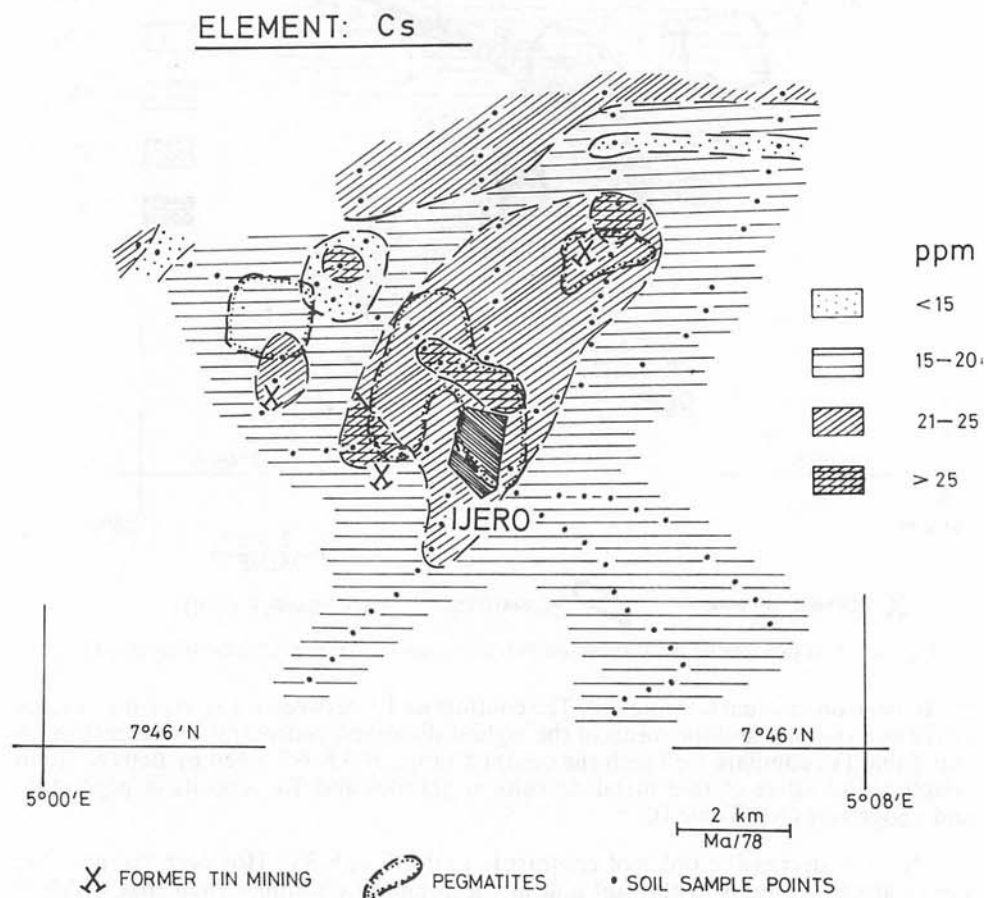 ELEMENT: Cs
ppm
<15
15–20
21–25
>25
IJERO
7°46'N
7°46'N
5°00'E
5°08'E
2 km
Ma/78
X FORMER TIN MINING
PEGMATITES
• SOIL SAMPLE POINTS